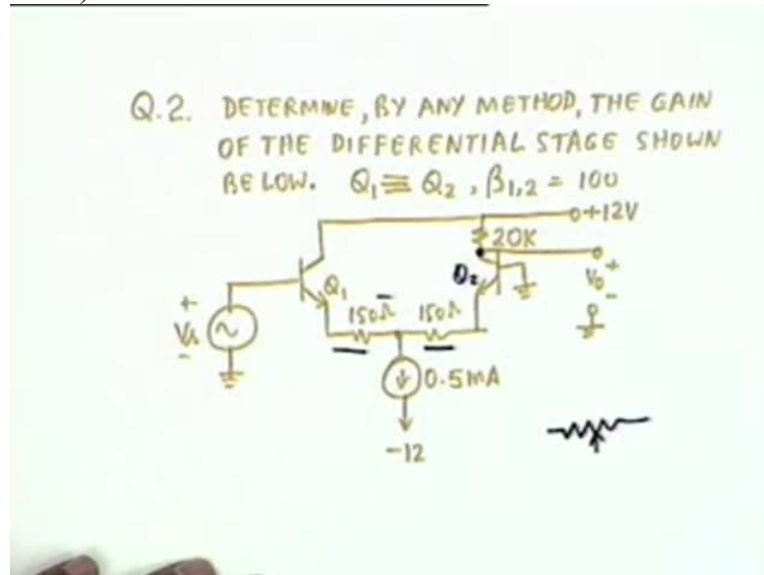 Q.2. DETERMINE, BY ANY METHOD, THE GAIN
OF THE DIFFERENTIAL STAGE SHOWN
BELOW. Q₁ ≡ Q₂, β₁,₂ = 100
+12V
20K
Q₁
Q₂
V₀
+
-
150Ω
150Ω
+
Vi
-
0.5MA
-12